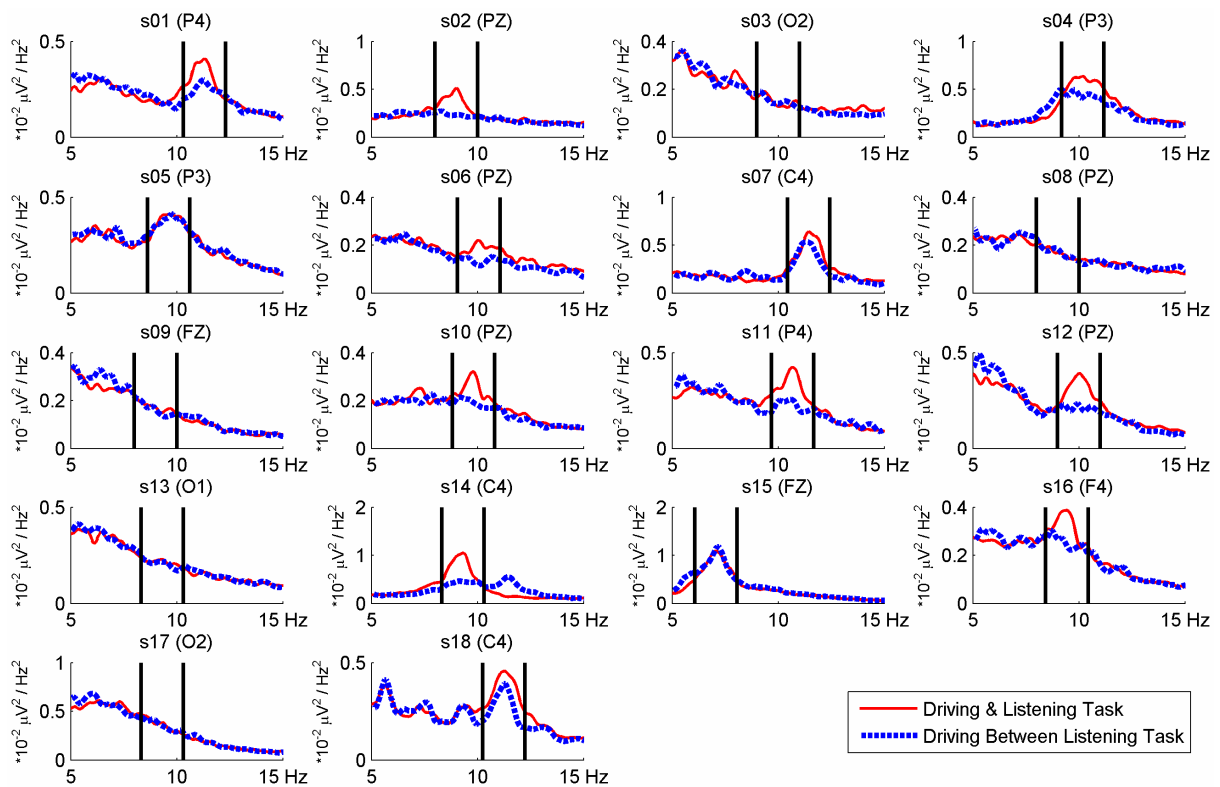 s01 (P4) s02 (PZ) s03 (O2) s04 (P3)
*10⁻² µV² / Hz² *10⁻² µV² / Hz² *10⁻² µV² / Hz² *10⁻² µV² / Hz²
0.5 1 0.4 1
0.5 0.2 0.5
0 0 0 0
5 10 15 Hz 5 10 15 Hz 5 10 15 Hz 5 10 15 Hz
s05 (P3) s06 (PZ) s07 (C4) s08 (PZ)
*10⁻² µV² / Hz² *10⁻² µV² / Hz² *10⁻² µV² / Hz² *10⁻² µV² / Hz²
0.5 0.4 1 0.4
0.2 0.5 0.2
0 0 0 0
5 10 15 Hz 5 10 15 Hz 5 10 15 Hz 5 10 15 Hz
s09 (FZ) s10 (PZ) s11 (P4) s12 (PZ)
*10⁻² µV² / Hz² *10⁻² µV² / Hz² *10⁻² µV² / Hz² *10⁻² µV² / Hz²
0.4 0.4 0.5 0.5
0.2 0.2
0 0 0 0
5 10 15 Hz 5 10 15 Hz 5 10 15 Hz 5 10 15 Hz
s13 (O1) s14 (C4) s15 (FZ) s16 (F4)
*10⁻² µV² / Hz² *10⁻² µV² / Hz² *10⁻² µV² / Hz² *10⁻² µV² / Hz²
0.5 2 2 0.4
1 1 0.2
0 0 0 0
5 10 15 Hz 5 10 15 Hz 5 10 15 Hz 5 10 15 Hz
s17 (O2) s18 (C4)
*10⁻² µV² / Hz² *10⁻² µV² / Hz²
1 0.5
0.5
0 0
5 10 15 Hz 5 10 15 Hz
Driving & Listening Task
Driving Between Listening Task